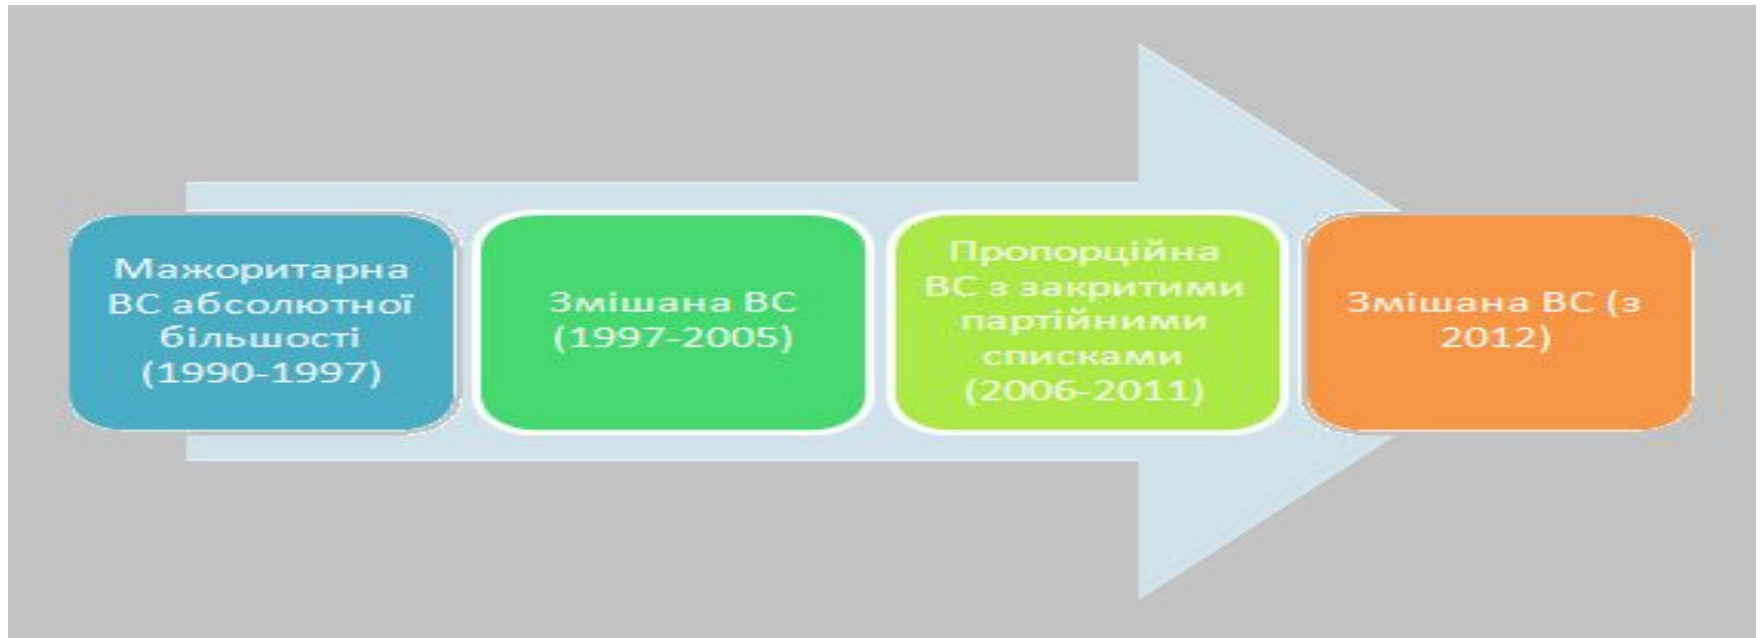 Мажоритарна
ВС абсолютної
більшості
(1990-1997)
Змішана ВС
(1997-2005)
Пропорційна
ВС з закритими
партійними
списками
(2006-2011)
Змішана ВС (з
2012)